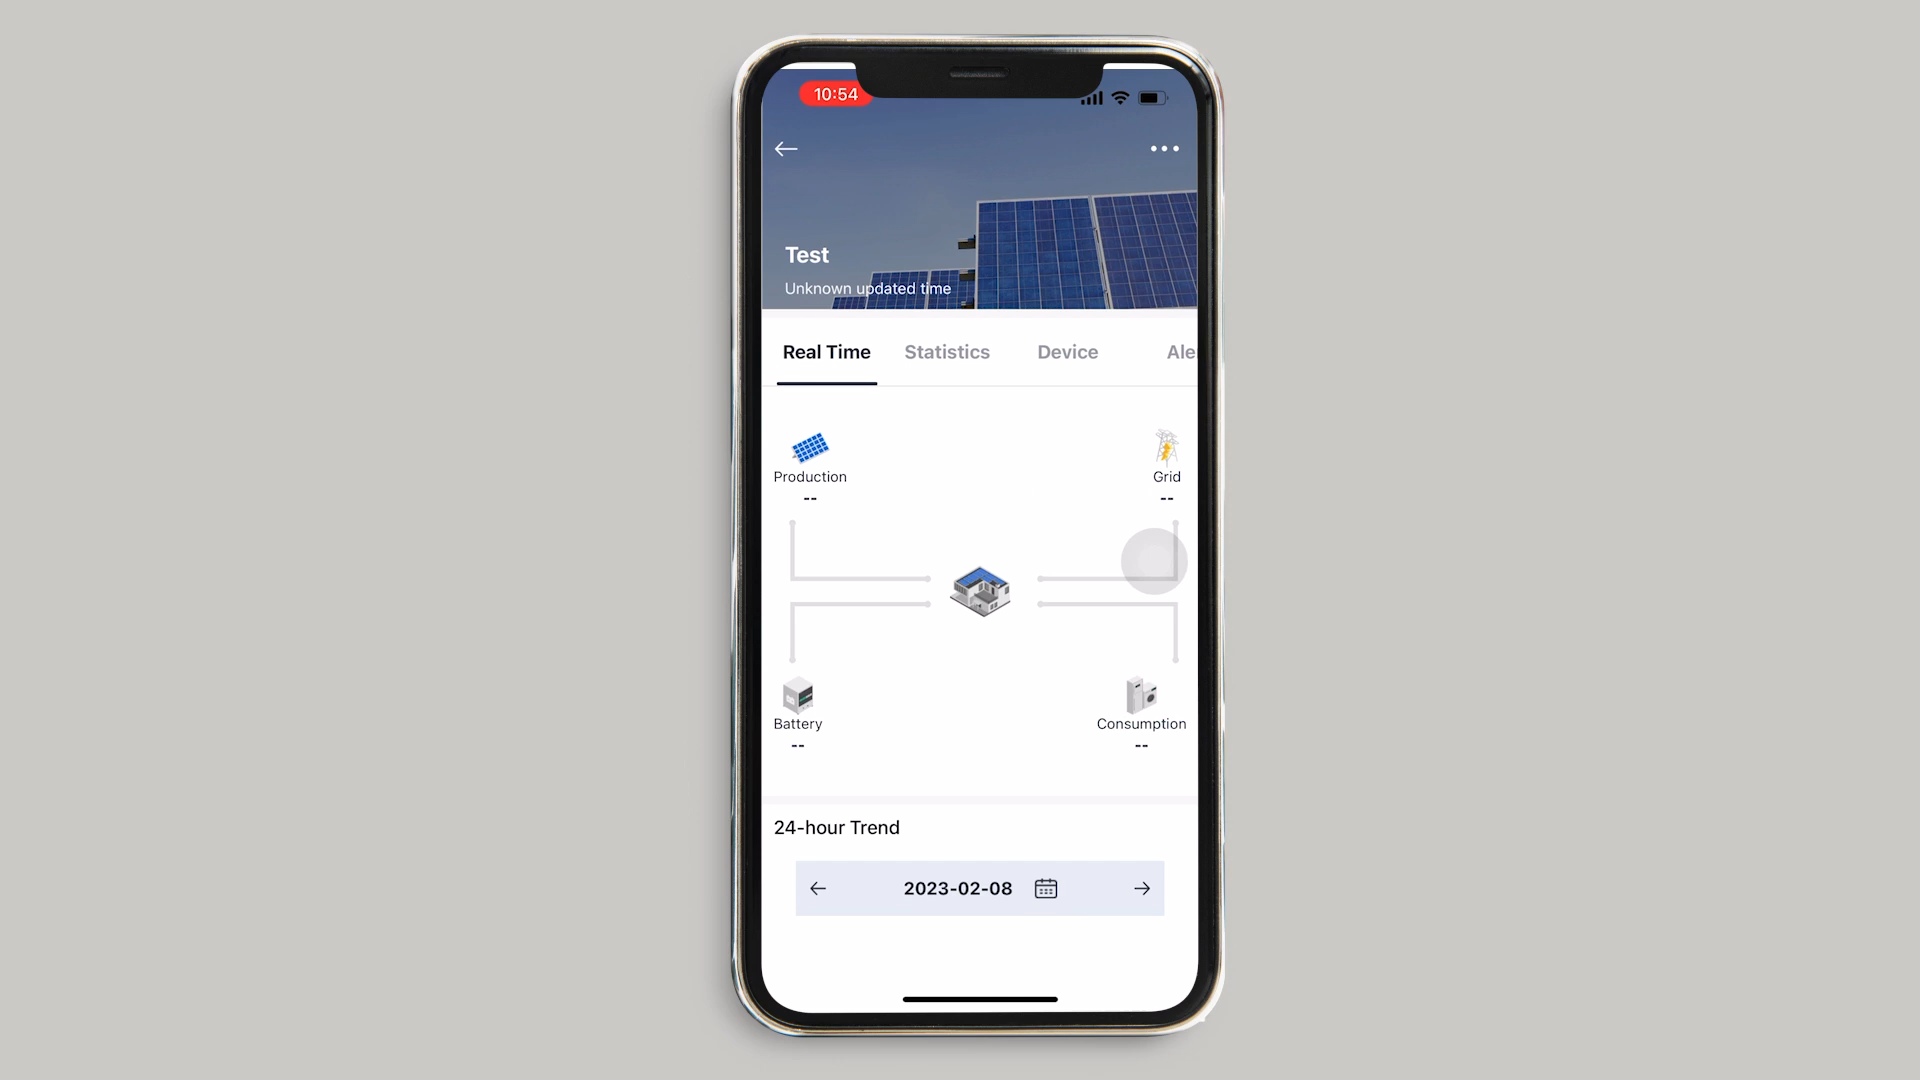 10:54
Test
Unknown updated time
Real Time Statistics Device Ale
Production Grid
-- --
Battery Consumption
-- --
24-hour Trend
2023-02-08